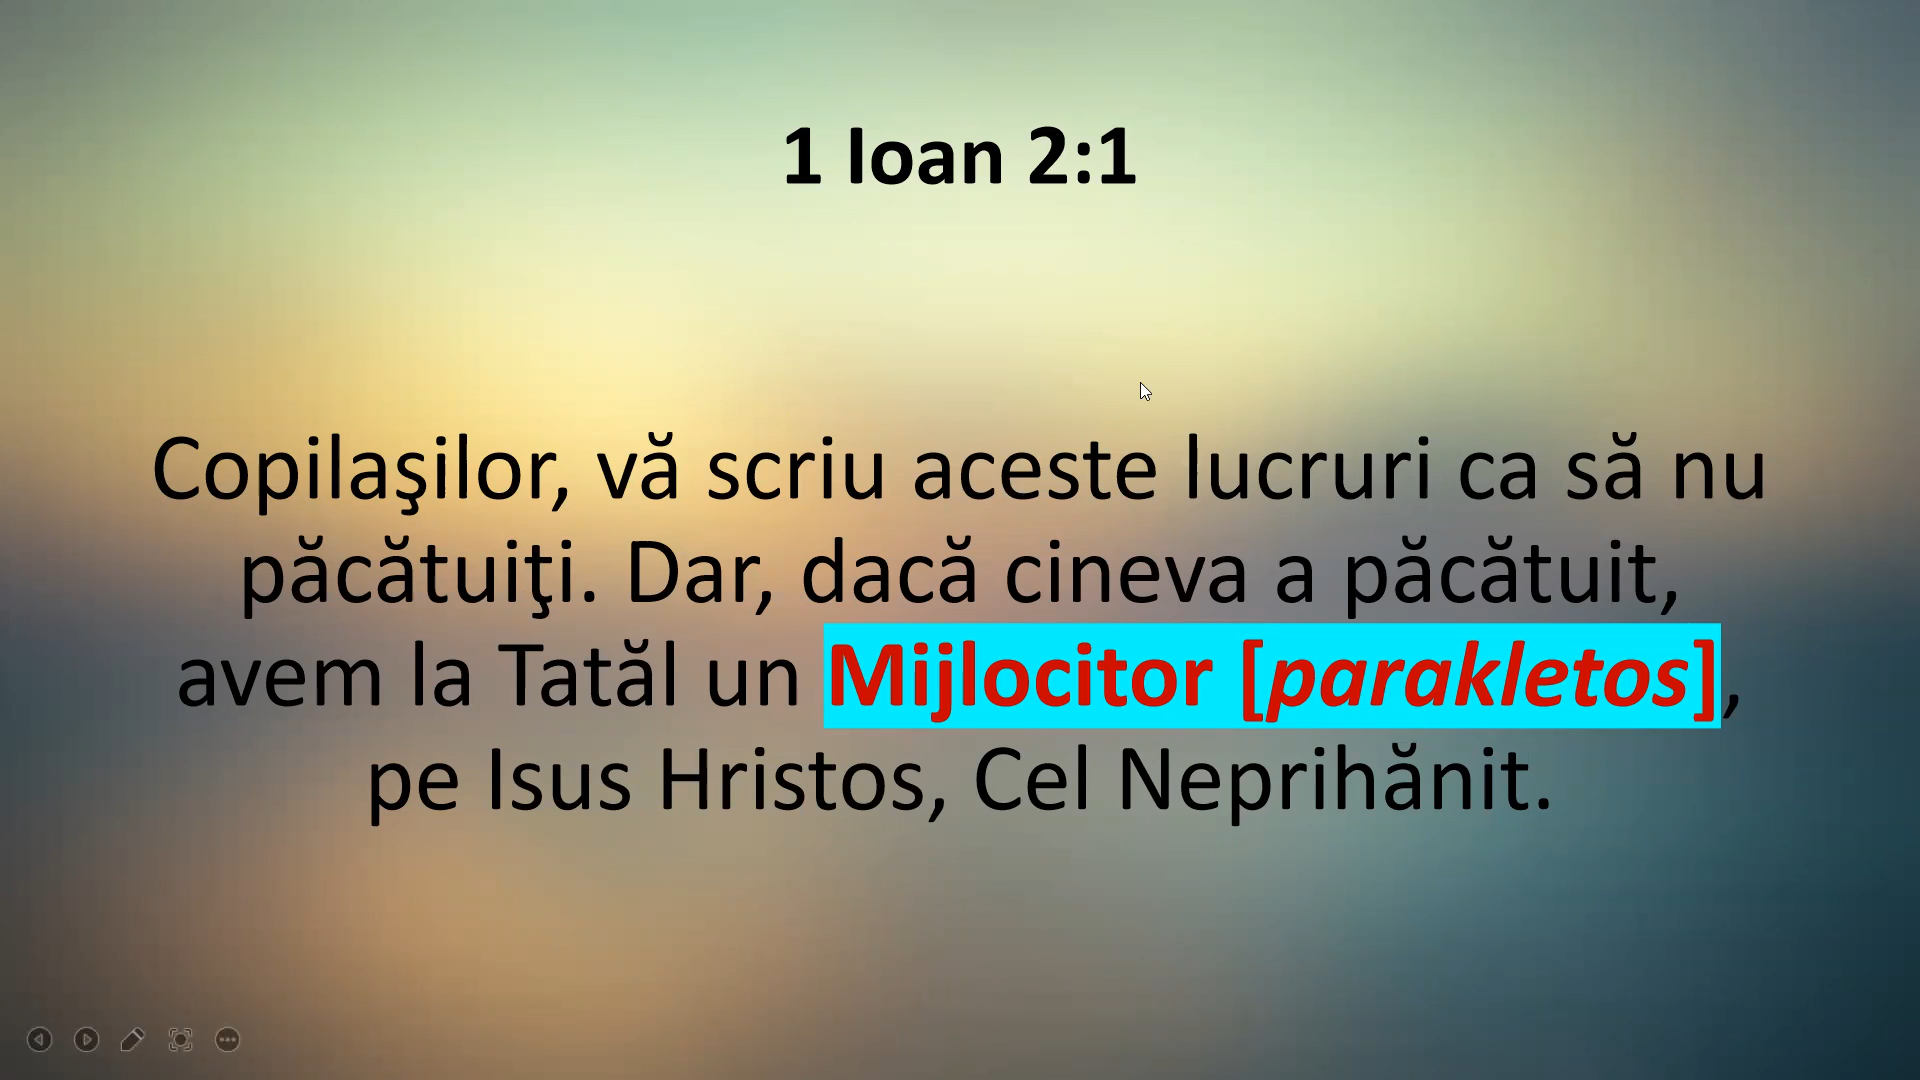 1 Ioan 2:1
Copilaşilor, vă scriu aceste lucruri ca să nu
păcătuiţi. Dar, dacă cineva a păcătuit,
avem la Tatăl un Mijlocitor [parakletos],
pe Isus Hristos, Cel Neprihănit.